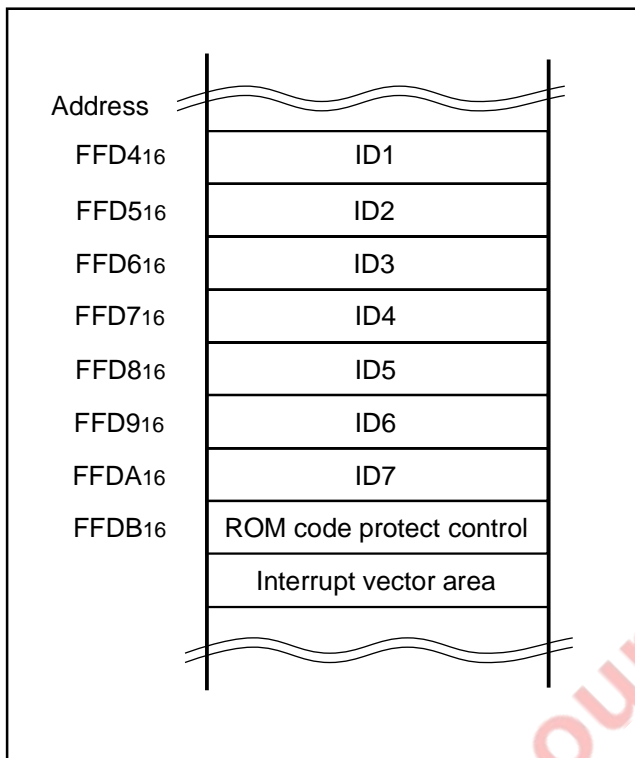 Address
FFD416 ID1
FFD516 ID2
FFD616 ID3
FFD716 ID4
FFD816 ID5
FFD916 ID6
FFDA16 ID7
FFDB16 ROM code protect control
Interrupt vector area